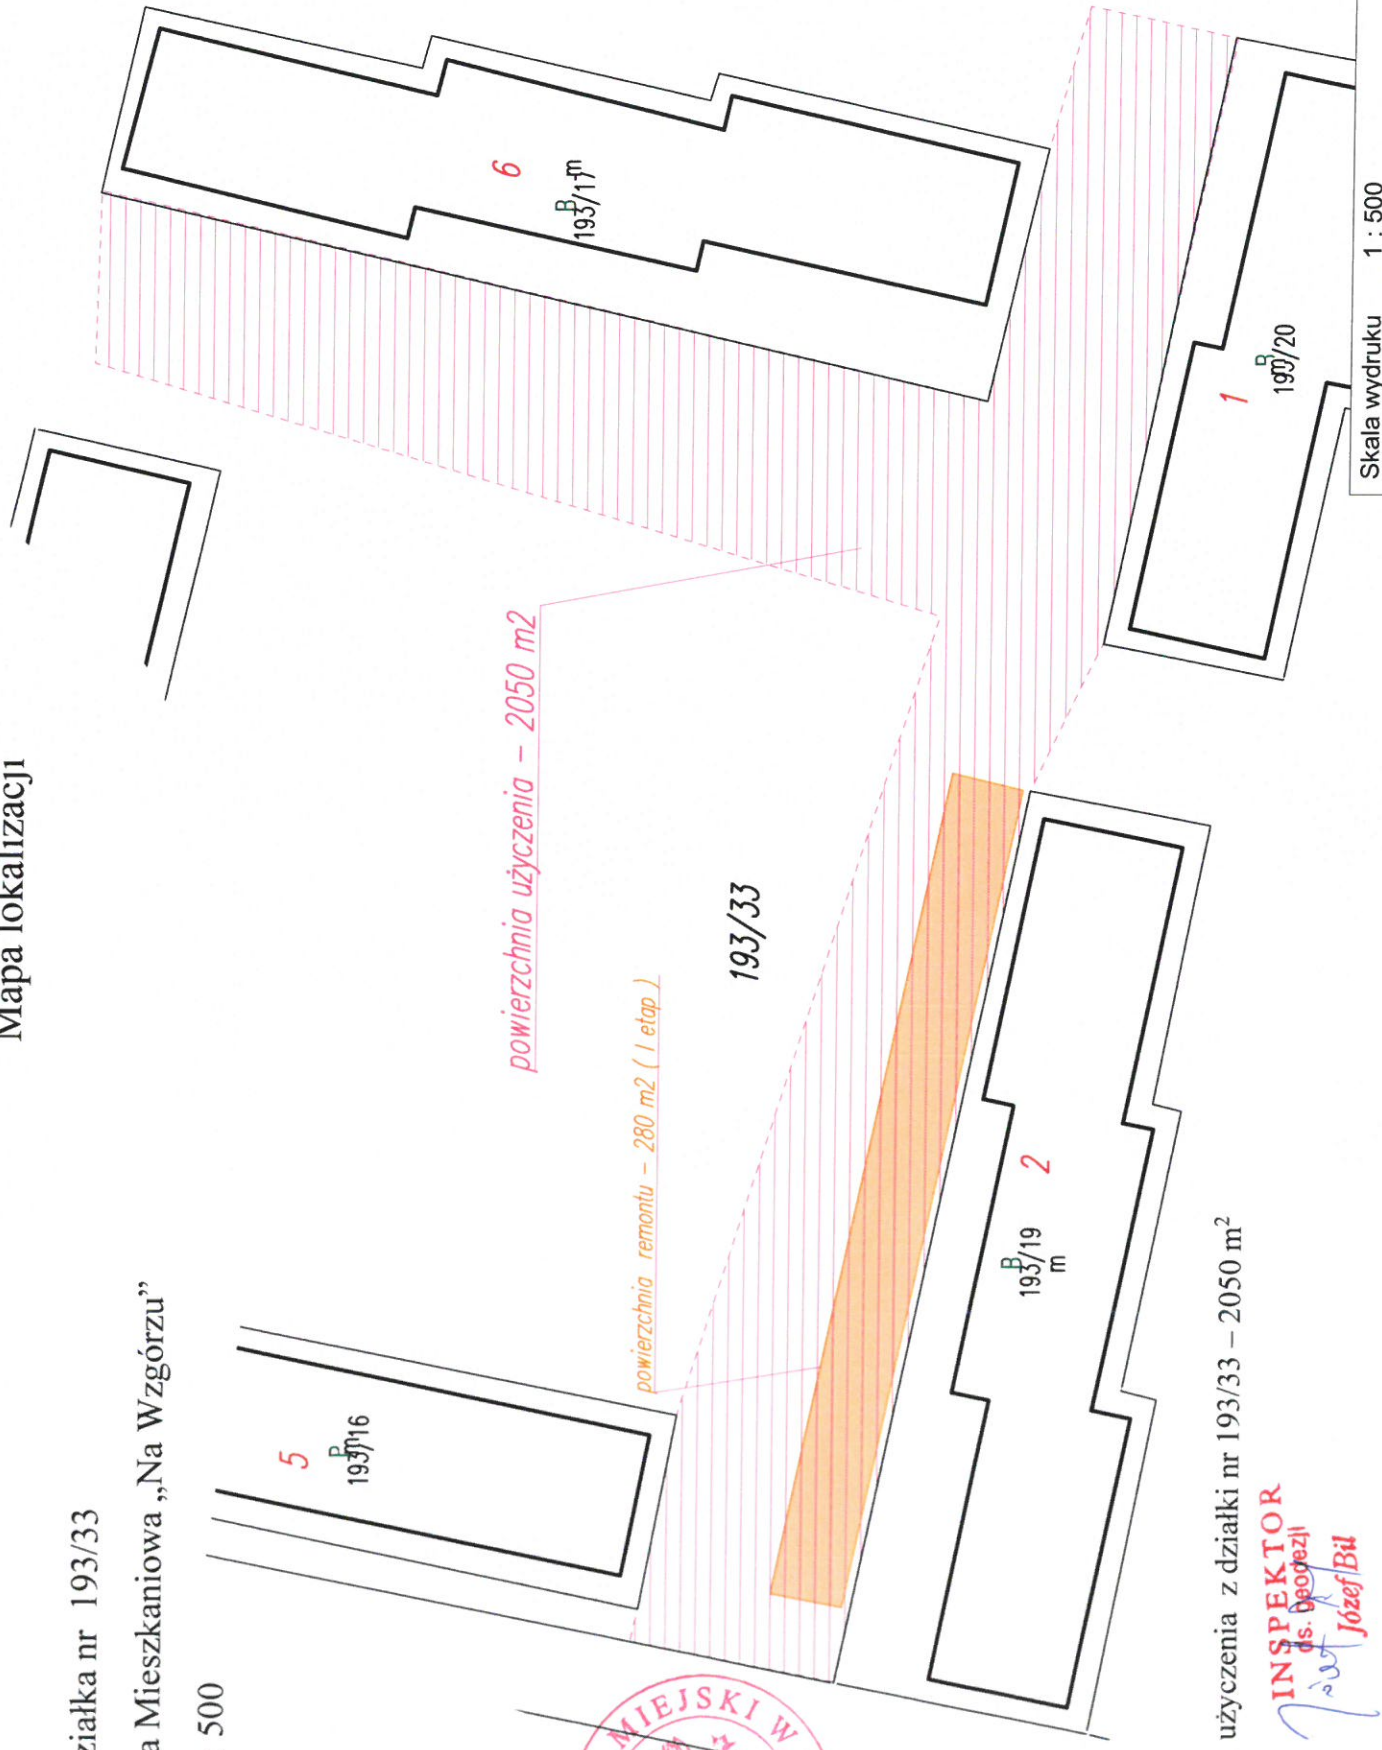 Mapa lokalizacji
ziałka nr 193/33
a Mieszkaniowa „Na Wzgórzu”
500
5
B
m
193/16
powierzchnia użyczenia – 2050 m2
powierzchnia remontu – 280 m2 ( I etap )
193/33
6
B
193/17
m
2
B
193/19
m
1
B
m
193/20
MIEJSKI W
użyczenia z działki nr 193/33 – 2050 m²
INSPEKTOR
ds. geodezji
Józef Bil
Skala wydruku 1 : 500